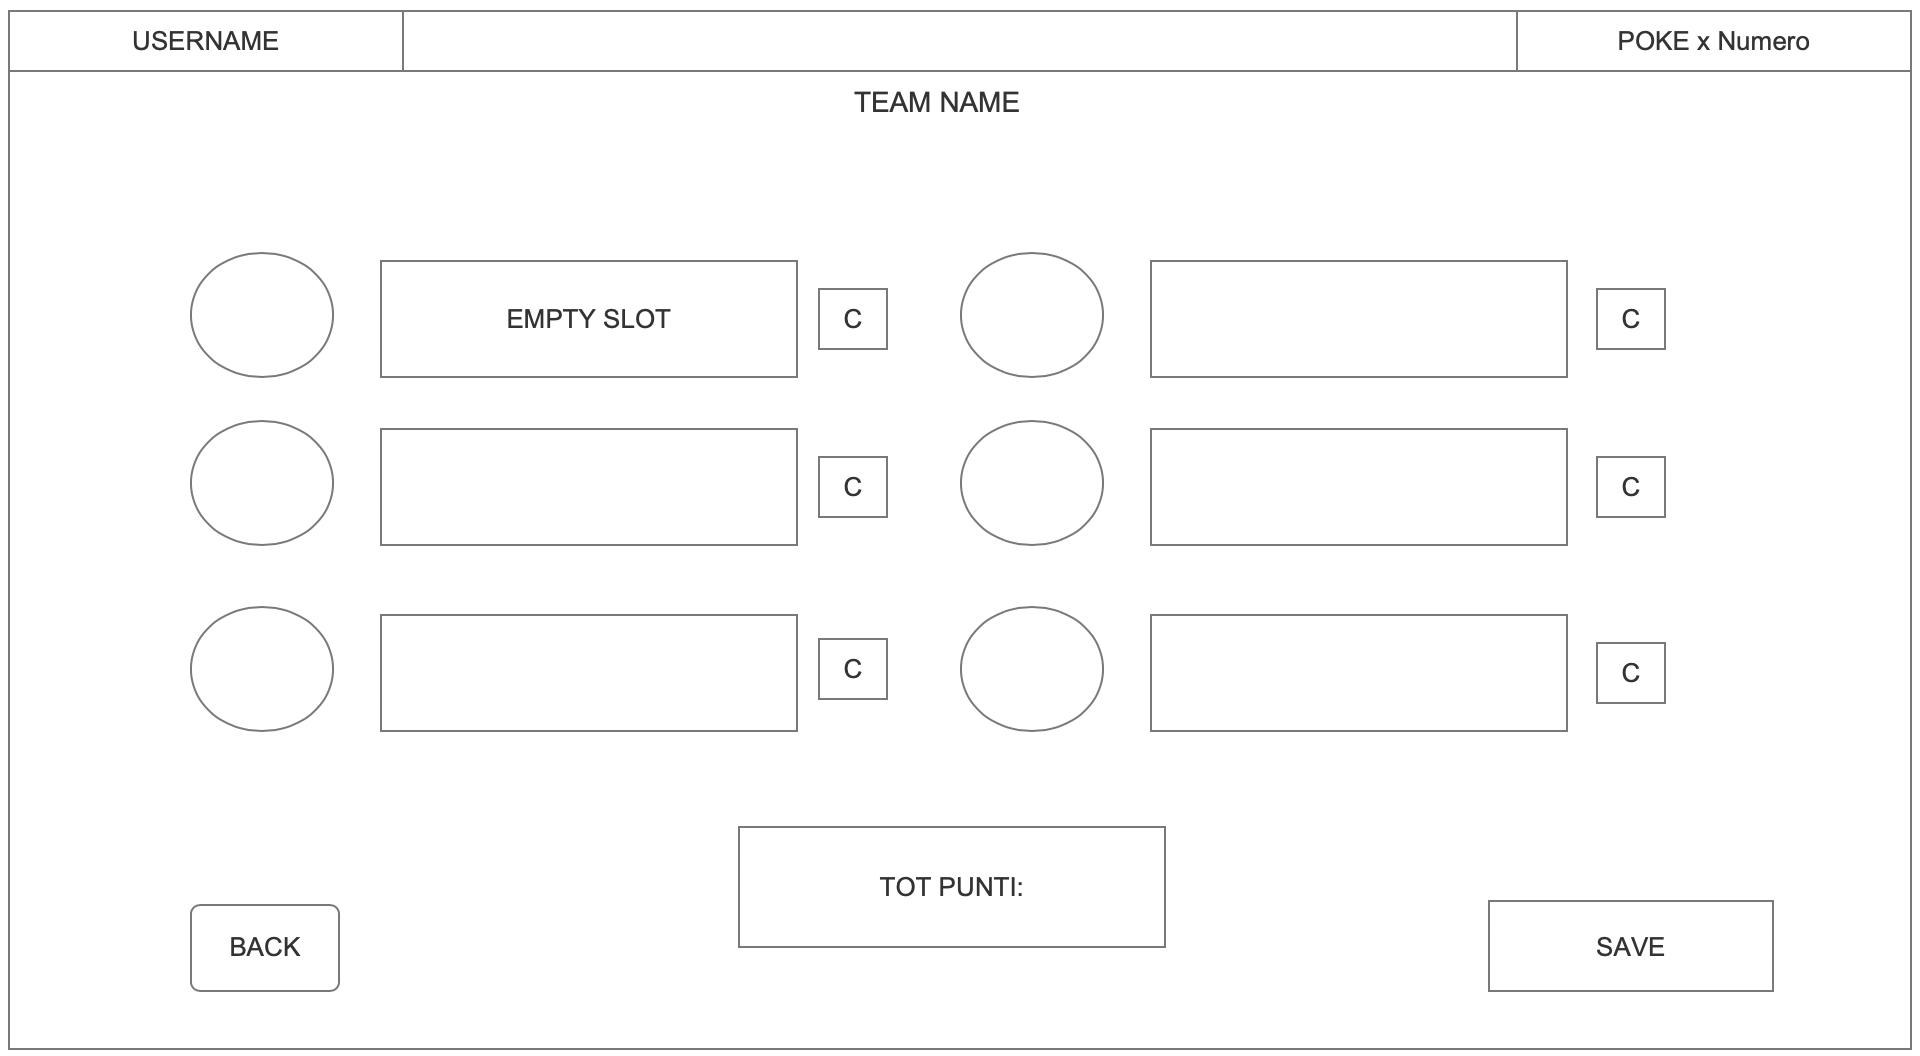 USERNAME
POKE x Numero
TEAM NAME
EMPTY SLOT
C
C
C
C
C
C
TOT PUNTI:
BACK
SAVE